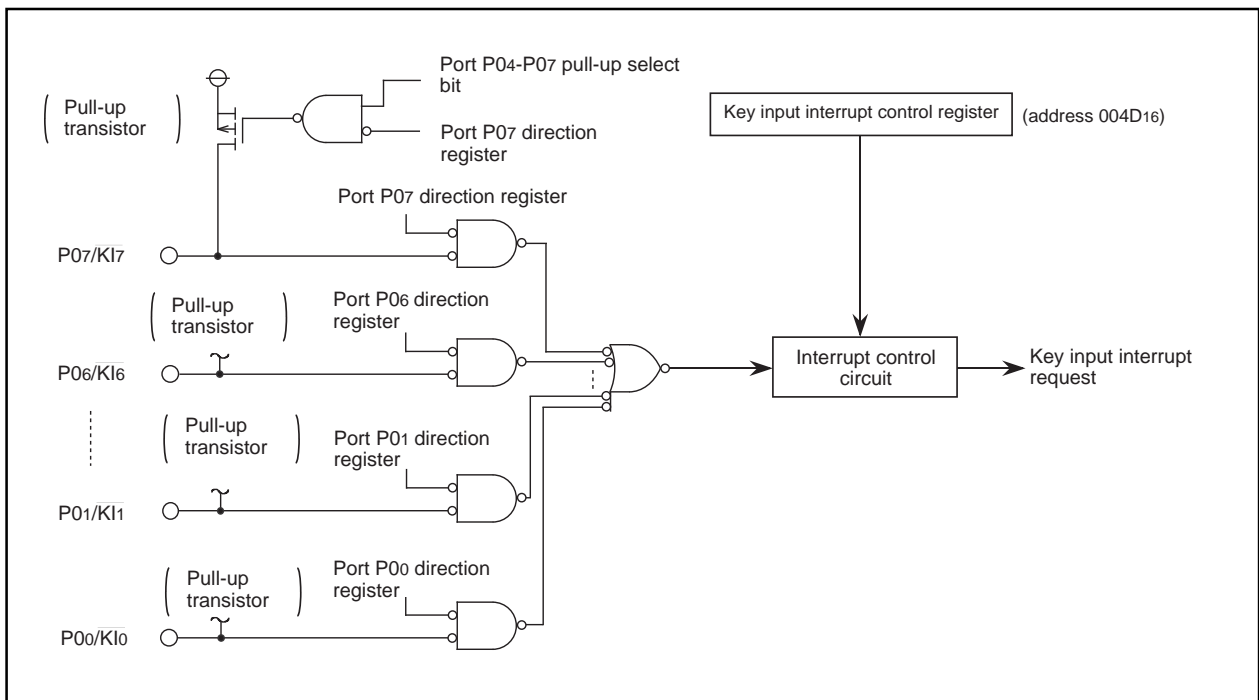 Port P04-P07 pull-up select
bit
( Pull-up
transistor )
Port P07 direction
register
Key input interrupt control register
(address 004D16)
Port P07 direction register
P07/KI7
( Pull-up
transistor )
Port P06 direction
register
P06/KI6
Interrupt control
circuit
Key input interrupt
request
( Pull-up
transistor )
Port P01 direction
register
P01/KI1
( Pull-up
transistor )
Port P00 direction
register
P00/KI0